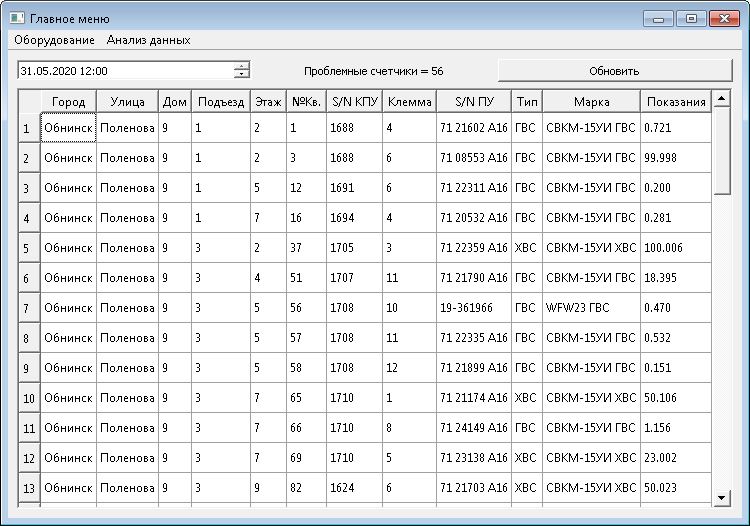 Главное меню
Оборудование Анализ данных
31.05.2020 12:00 Проблемные счетчики = 56 Обновить
Город Улица Дом Подъезд Этаж №Кв. S/N КПУ Клемма S/N ПУ Тип Марка Показания
1 Обнинск Поленова 9 1 2 1 1688 4 71 21602 А16 ГВС СВКМ-15УИ ГВС 0.721
2 Обнинск Поленова 9 1 2 3 1688 6 71 08553 А16 ГВС СВКМ-15УИ ГВС 99.998
3 Обнинск Поленова 9 1 5 12 1691 6 71 22311 А16 ГВС СВКМ-15УИ ГВС 0.200
4 Обнинск Поленова 9 1 7 16 1694 4 71 20532 А16 ГВС СВКМ-15УИ ГВС 0.281
5 Обнинск Поленова 9 3 2 37 1705 3 71 22359 А16 ХВС СВКМ-15УИ ХВС 100.006
6 Обнинск Поленова 9 3 4 51 1707 11 71 21790 А16 ГВС СВКМ-15УИ ГВС 18.395
7 Обнинск Поленова 9 3 5 56 1708 10 19-361966 ГВС WFW23 ГВС 0.470
8 Обнинск Поленова 9 3 5 57 1708 11 71 22335 А16 ГВС СВКМ-15УИ ГВС 0.532
9 Обнинск Поленова 9 3 5 58 1708 12 71 21899 А16 ГВС СВКМ-15УИ ГВС 0.151
10 Обнинск Поленова 9 3 7 65 1710 1 71 21174 А16 ХВС СВКМ-15УИ ХВС 50.106
11 Обнинск Поленова 9 3 7 66 1710 8 71 24149 А16 ГВС СВКМ-15УИ ГВС 1.156
12 Обнинск Поленова 9 3 7 69 1710 5 71 23138 А16 ХВС СВКМ-15УИ ХВС 23.002
13 Обнинск Поленова 9 3 9 82 1624 6 71 21703 А16 ХВС СВКМ-15УИ ХВС 50.023